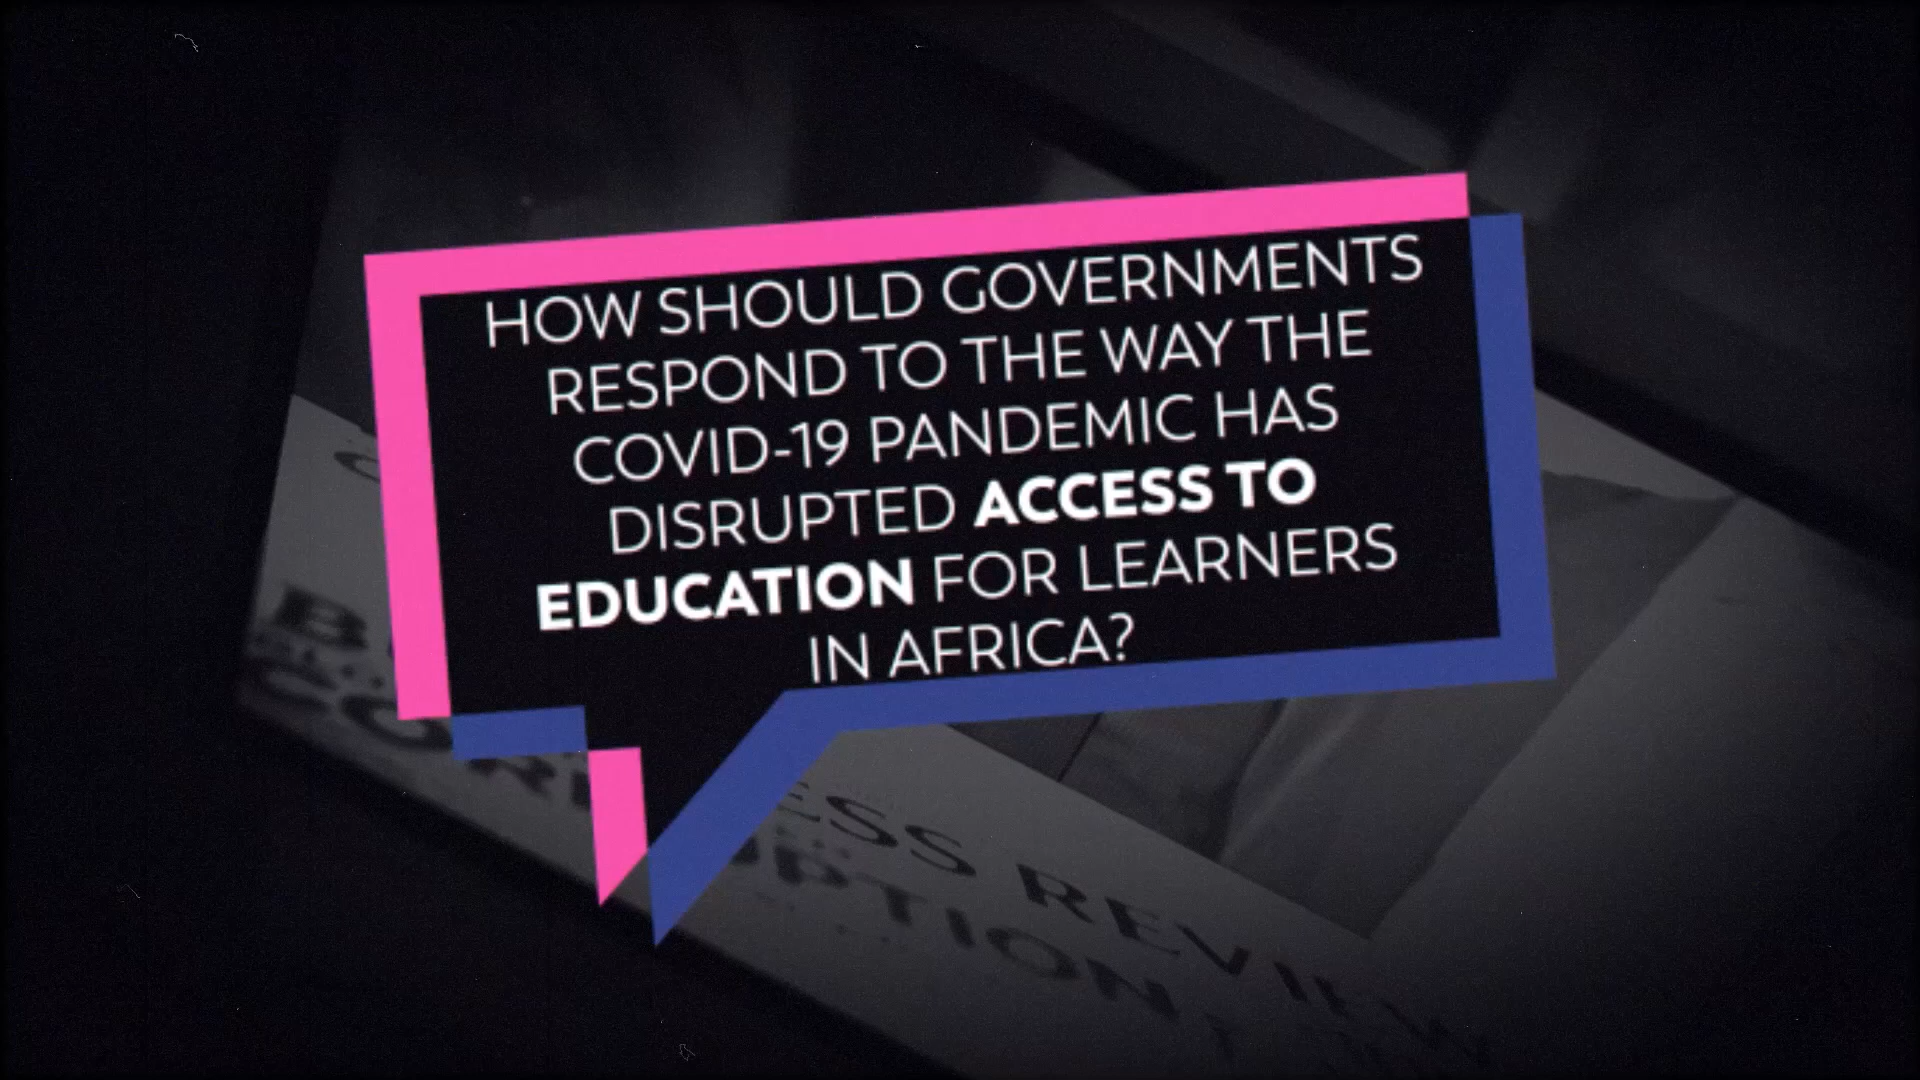 HOW SHOULD GOVERNMENTS
RESPOND TO THE WAY THE
COVID-19 PANDEMIC HAS
DISRUPTED ACCESS TO
EDUCATION FOR LEARNERS
IN AFRICA?